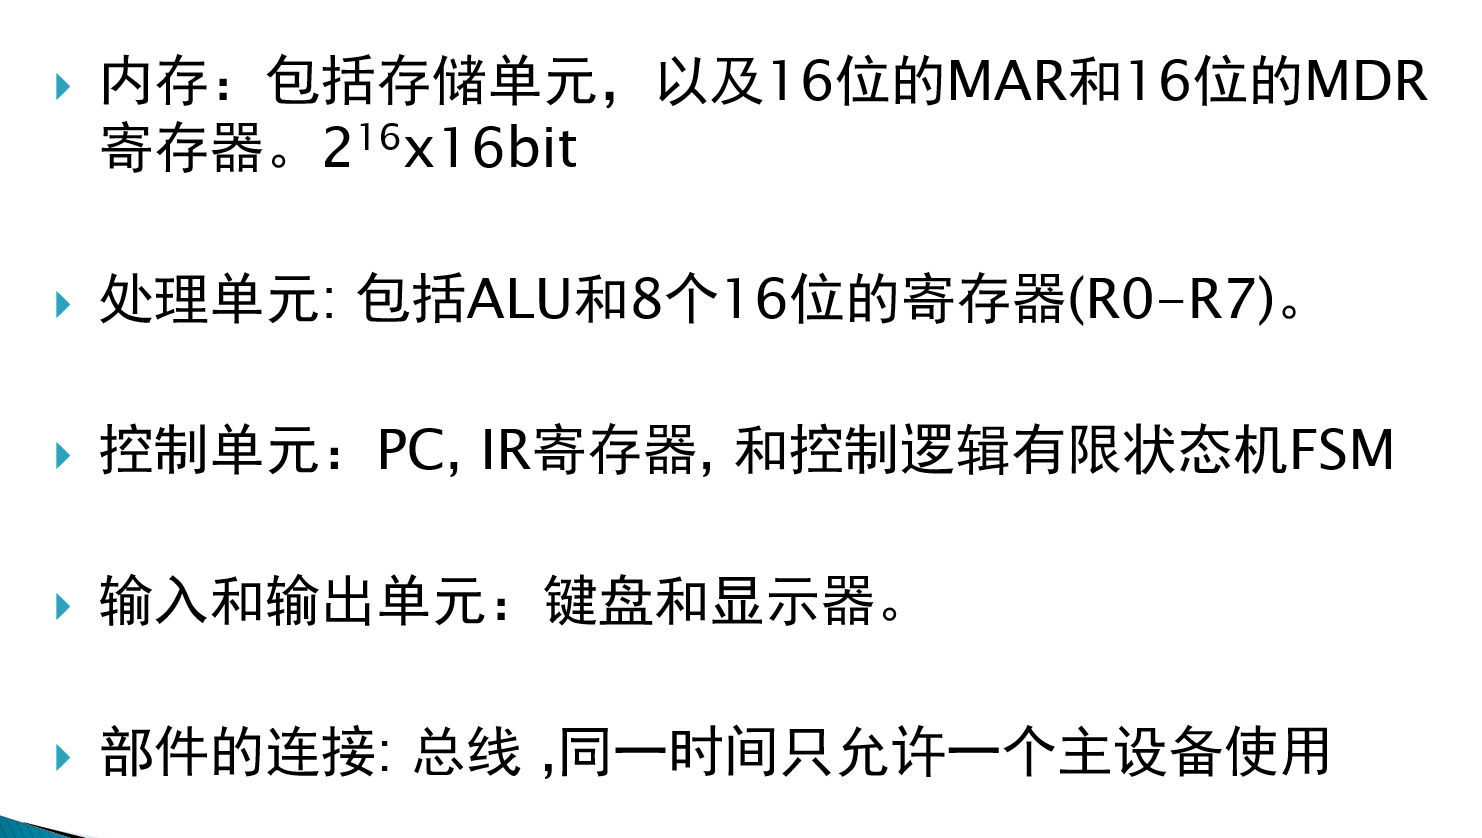 内存：包括存储单元，以及16位的MAR和16位的MDR
寄存器。2¹⁶x16bit
处理单元: 包括ALU和8个16位的寄存器(R0-R7)。
控制单元：PC, IR寄存器, 和控制逻辑有限状态机FSM
输入和输出单元：键盘和显示器。
部件的连接: 总线 ,同一时间只允许一个主设备使用